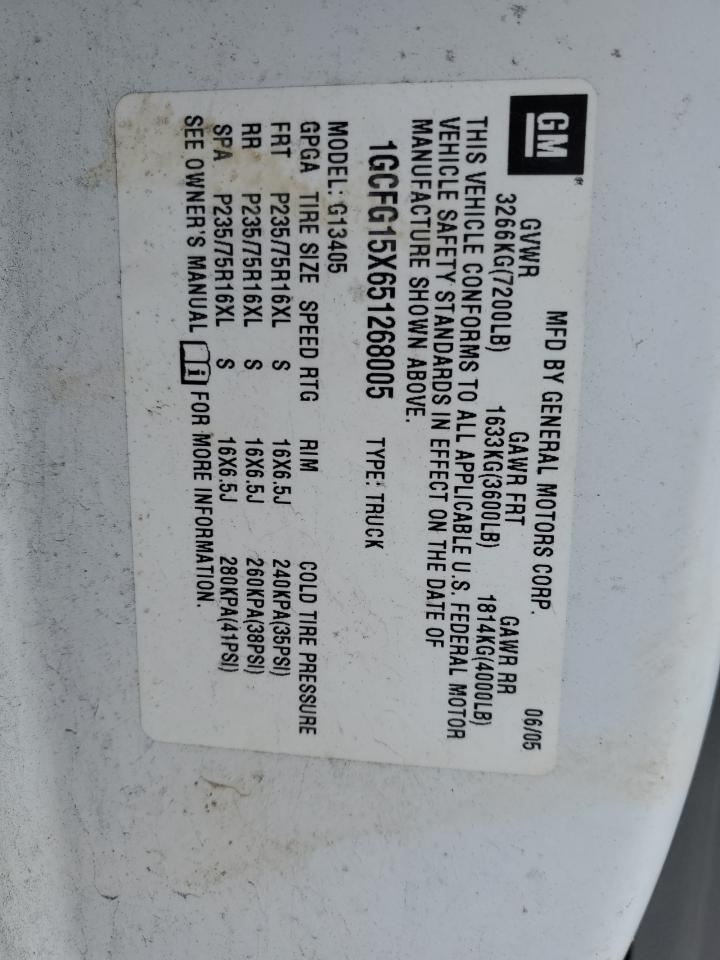 GM
MFD BY GENERAL MOTORS CORP. 06/05
GVWR GAWR FRT GAWR RR
3266KG(7200LB) 1633KG(3600LB) 1814KG(4000LB)
THIS VEHICLE CONFORMS TO ALL APPLICABLE U.S. FEDERAL MOTOR
VEHICLE SAFETY STANDARDS IN EFFECT ON THE DATE OF
MANUFACTURE SHOWN ABOVE.
1GCFG15X651268005 TYPE: TRUCK
MODEL: G13405
GPGA TIRE SIZE SPEED RTG RIM COLD TIRE PRESSURE
FRT P235/75R16XL S 16X6.5J 240KPA(35PSI)
RR P235/75R16XL S 16X6.5J 260KPA(38PSI)
SPA P235/75R16XL S 16X6.5J 280KPA(41PSI)
SEE OWNER'S MANUAL i FOR MORE INFORMATION.